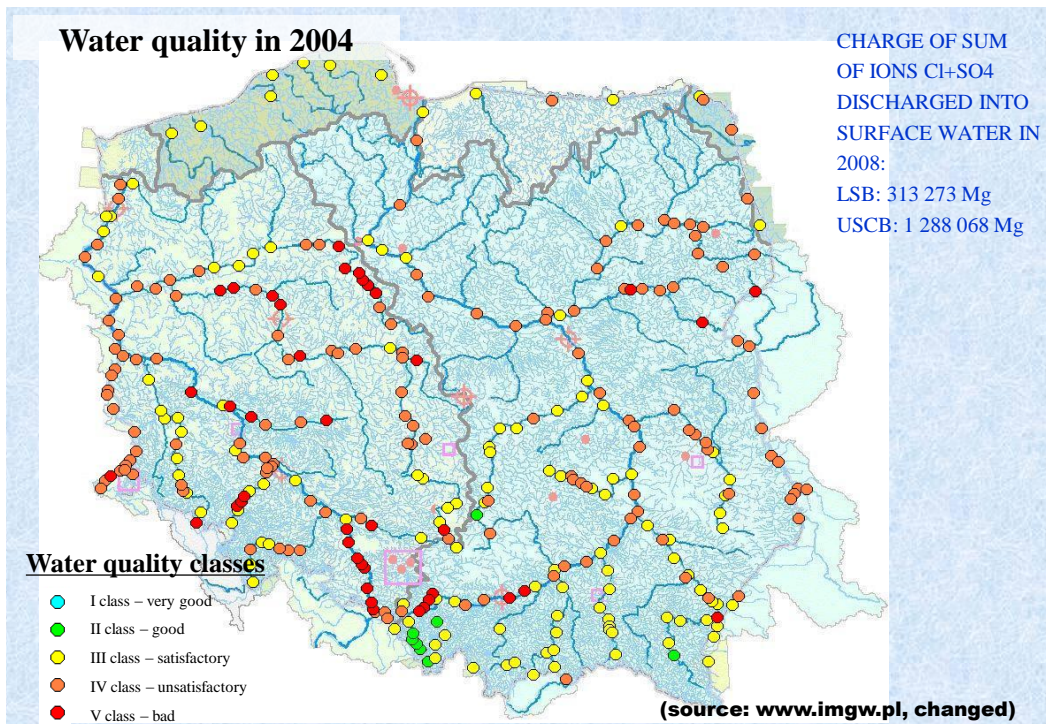 Water quality in 2004
CHARGE OF SUM
OF IONS Cl+SO4
DISCHARGED INTO
SURFACE WATER IN
2008:
LSB: 313 273 Mg
USCB: 1 288 068 Mg
Water quality classes
I class – very good
II class – good
III class – satisfactory
IV class – unsatisfactory
V class – bad
(source: www.imgw.pl, changed)